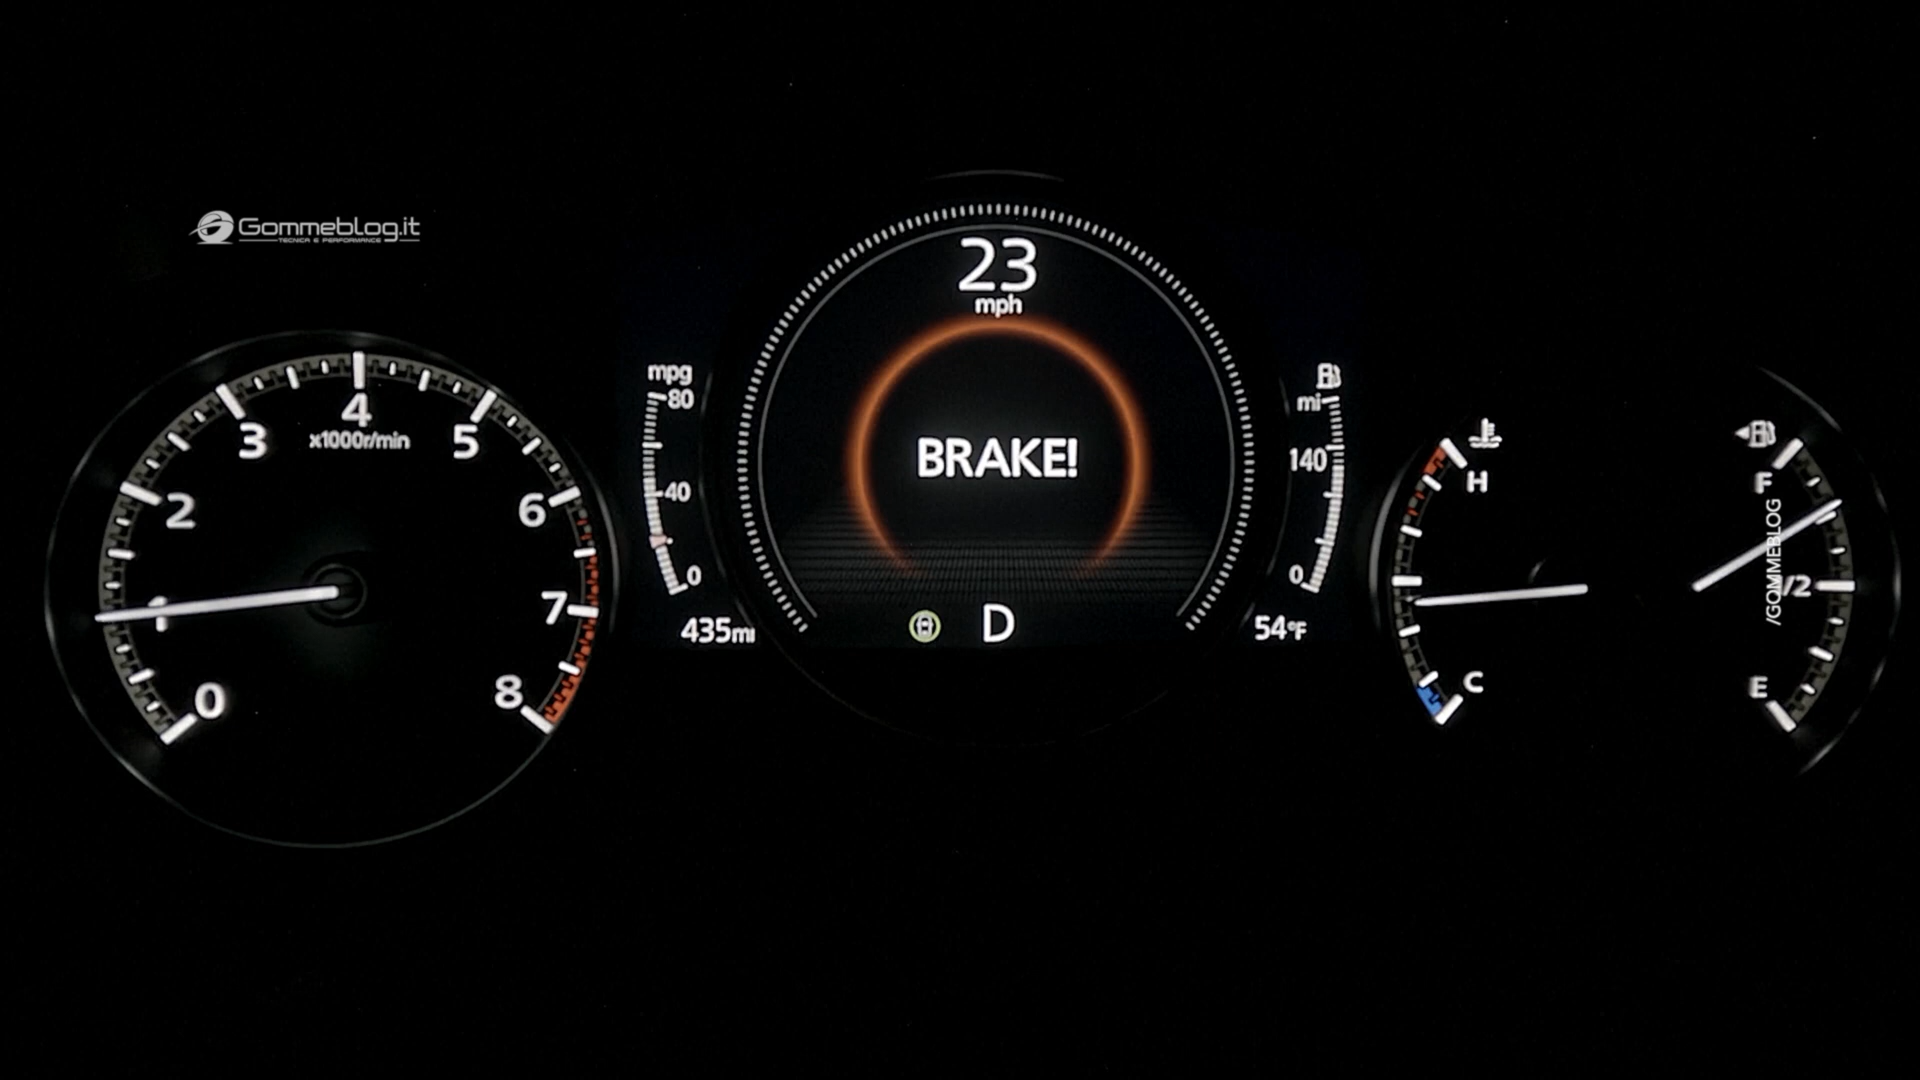 Gommeblog.it
TECNICA E PERFORMANCE
23
mph
BRAKE!
D
mpg
80
40
0
435mi
mi
140
0
54°F
0
1
2
3
4
5
6
7
8
x1000r/min
H
C
F
1/2
E
/GOMMEBLOG